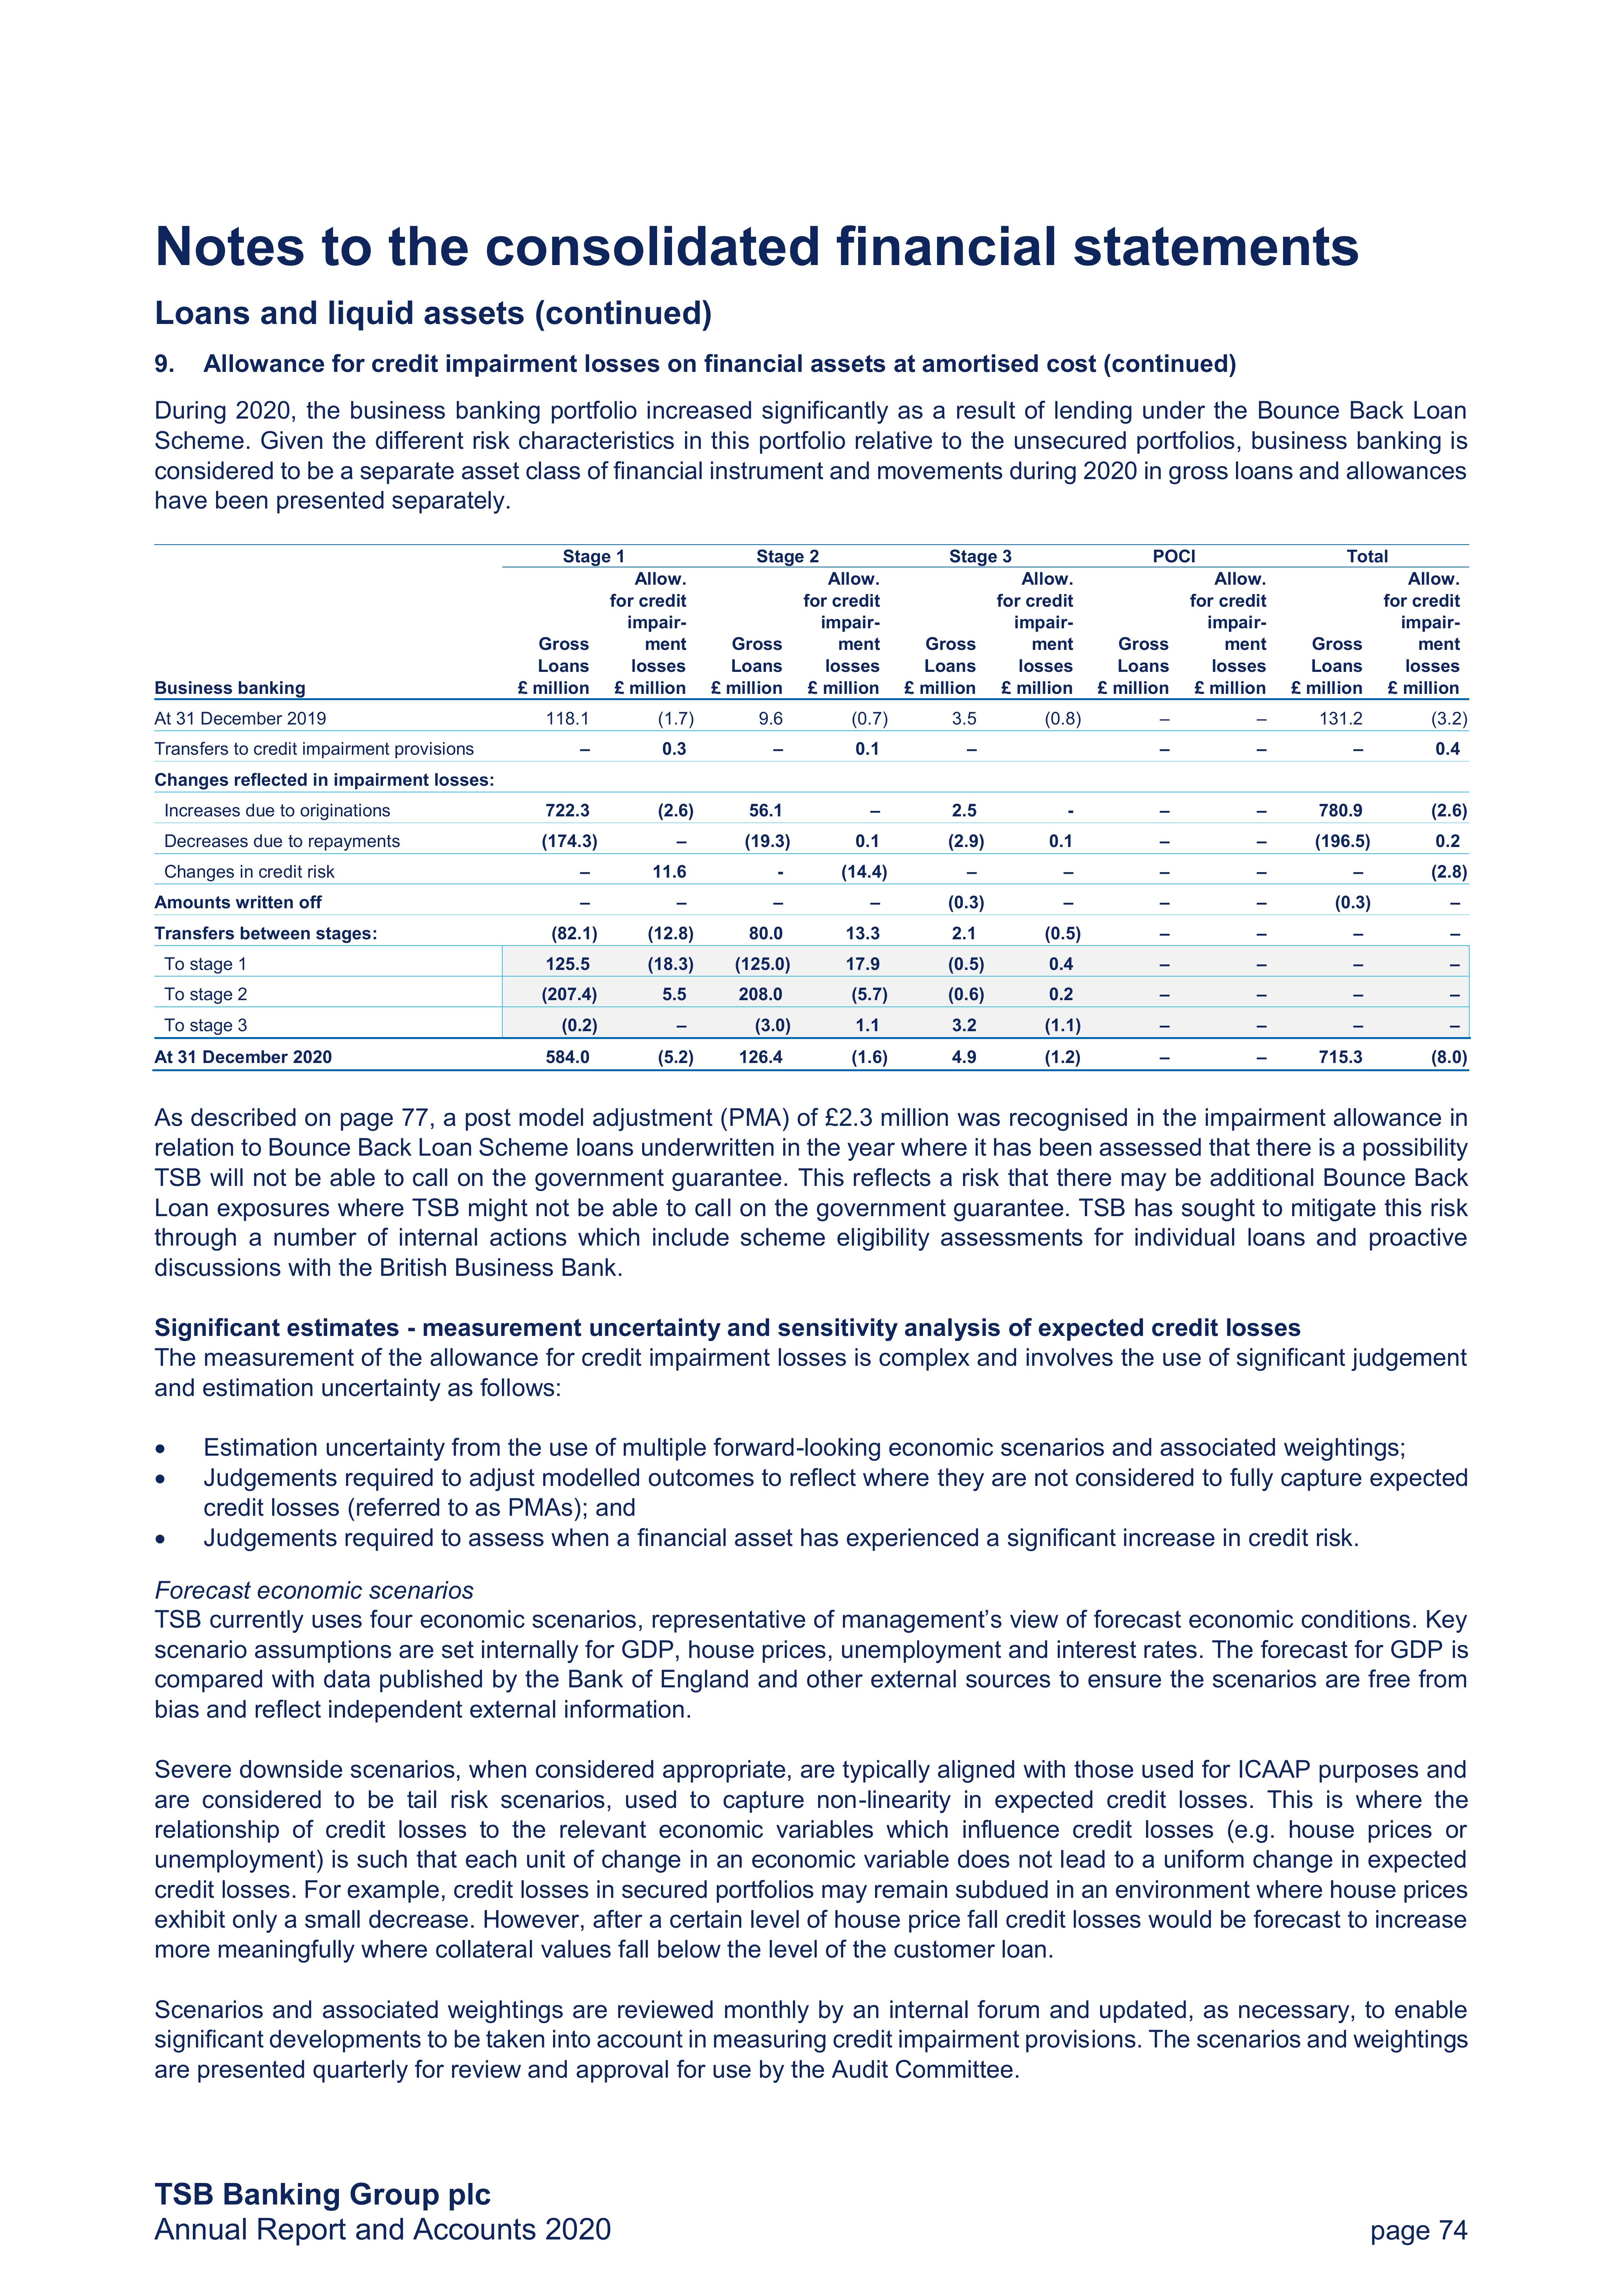 Notes to the consolidated financial statements
Loans and liquid assets (continued)
9. Allowance for credit impairment losses on financial assets at amortised cost (continued)
During 2020, the business banking portfolio increased significantly as a result of lending under the Bounce Back Loan
Scheme. Given the different risk characteristics in this portfolio relative to the unsecured portfolios, business banking is
considered to be a separate asset class of financial instrument and movements during 2020 in gross loans and allowances
have been presented separately.
Stage 1 Stage 2 Stage 3 POCI Total
Allow. Allow. Allow. Allow. Allow.
for credit for credit for credit for credit for credit
impair- impair- impair- impair- impair-
Gross ment Gross ment Gross ment Gross ment Gross ment
Loans losses Loans losses Loans losses Loans losses Loans losses
Business banking £ million £ million £ million £ million £ million £ million £ million £ million £ million £ million
At 31 December 2019 118.1 (1.7) 9.6 (0.7) 3.5 (0.8) – – 131.2 (3.2)
Transfers to credit impairment provisions – 0.3 – 0.1 – – – – 0.4
Changes reflected in impairment losses:
Increases due to originations 722.3 (2.6) 56.1 – 2.5 - – – 780.9 (2.6)
Decreases due to repayments (174.3) – (19.3) 0.1 (2.9) 0.1 – – (196.5) 0.2
Changes in credit risk – 11.6 - (14.4) – – – – – (2.8)
Amounts written off – – – – (0.3) – – – (0.3) –
Transfers between stages: (82.1) (12.8) 80.0 13.3 2.1 (0.5) – – – –
To stage 1 125.5 (18.3) (125.0) 17.9 (0.5) 0.4 – – – –
To stage 2 (207.4) 5.5 208.0 (5.7) (0.6) 0.2 – – – –
To stage 3 (0.2) – (3.0) 1.1 3.2 (1.1) – – – –
At 31 December 2020 584.0 (5.2) 126.4 (1.6) 4.9 (1.2) – – 715.3 (8.0)
As described on page 77, a post model adjustment (PMA) of £2.3 million was recognised in the impairment allowance in
relation to Bounce Back Loan Scheme loans underwritten in the year where it has been assessed that there is a possibility
TSB will not be able to call on the government guarantee. This reflects a risk that there may be additional Bounce Back
Loan exposures where TSB might not be able to call on the government guarantee. TSB has sought to mitigate this risk
through a number of internal actions which include scheme eligibility assessments for individual loans and proactive
discussions with the British Business Bank.
Significant estimates - measurement uncertainty and sensitivity analysis of expected credit losses
The measurement of the allowance for credit impairment losses is complex and involves the use of significant judgement
and estimation uncertainty as follows:
• Estimation uncertainty from the use of multiple forward-looking economic scenarios and associated weightings;
• Judgements required to adjust modelled outcomes to reflect where they are not considered to fully capture expected
credit losses (referred to as PMAs); and
• Judgements required to assess when a financial asset has experienced a significant increase in credit risk.
Forecast economic scenarios
TSB currently uses four economic scenarios, representative of management’s view of forecast economic conditions. Key
scenario assumptions are set internally for GDP, house prices, unemployment and interest rates. The forecast for GDP is
compared with data published by the Bank of England and other external sources to ensure the scenarios are free from
bias and reflect independent external information.
Severe downside scenarios, when considered appropriate, are typically aligned with those used for ICAAP purposes and
are considered to be tail risk scenarios, used to capture non-linearity in expected credit losses. This is where the
relationship of credit losses to the relevant economic variables which influence credit losses (e.g. house prices or
unemployment) is such that each unit of change in an economic variable does not lead to a uniform change in expected
credit losses. For example, credit losses in secured portfolios may remain subdued in an environment where house prices
exhibit only a small decrease. However, after a certain level of house price fall credit losses would be forecast to increase
more meaningfully where collateral values fall below the level of the customer loan.
Scenarios and associated weightings are reviewed monthly by an internal forum and updated, as necessary, to enable
significant developments to be taken into account in measuring credit impairment provisions. The scenarios and weightings
are presented quarterly for review and approval for use by the Audit Committee.
TSB Banking Group plc
Annual Report and Accounts 2020 page 74